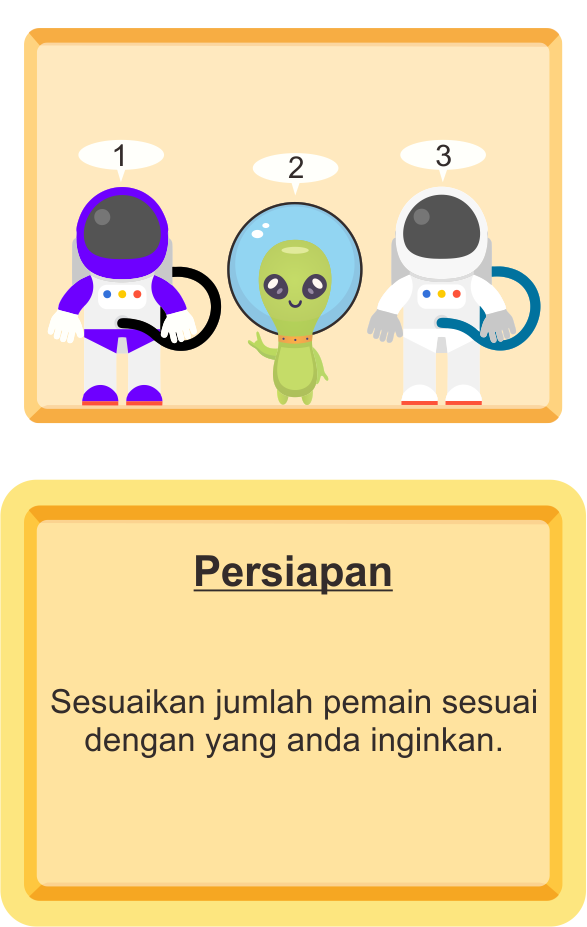 1
2
3
Persiapan
Sesuaikan jumlah pemain sesuai
dengan yang anda inginkan.